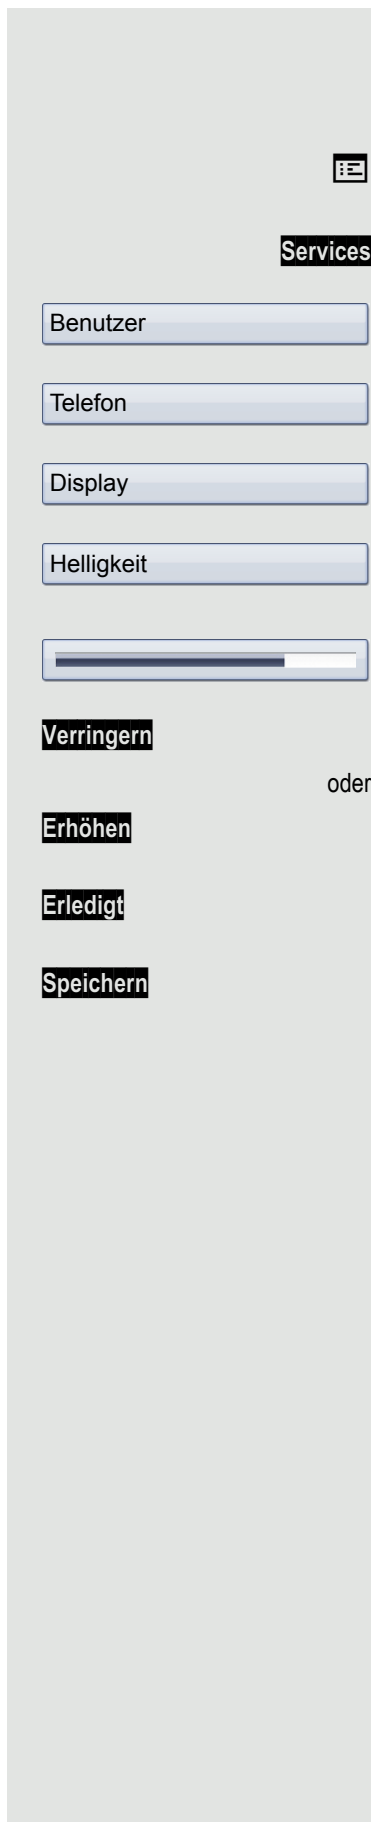 Services
Benutzer
Telefon
Display
Helligkeit
Verringern
oder
Erhöhen
Erledigt
Speichern